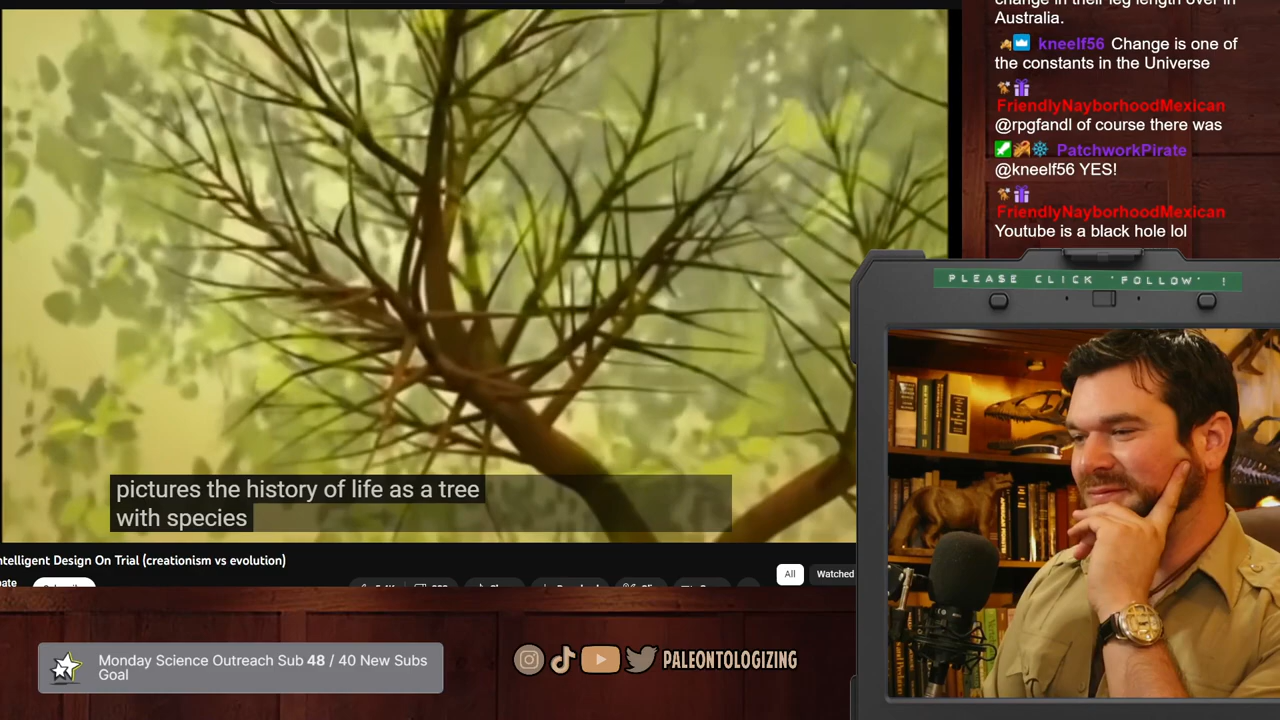 change in their leg length over in
Australia.
kneelf56 Change is one of
the constants in the Universe
FriendlyNayborhoodMexican
@rpgfandl of course there was
PatchworkPirate
@kneelf56 YES!
FriendlyNayborhoodMexican
Youtube is a black hole lol
PLEASE CLICK 'FOLLOW' !
pictures the history of life as a tree
with species
ntelligent Design On Trial (creationism vs evolution)
All
Watched
Monday Science Outreach Sub 48 / 40 New Subs
Goal
PALEONTOLOGIZING